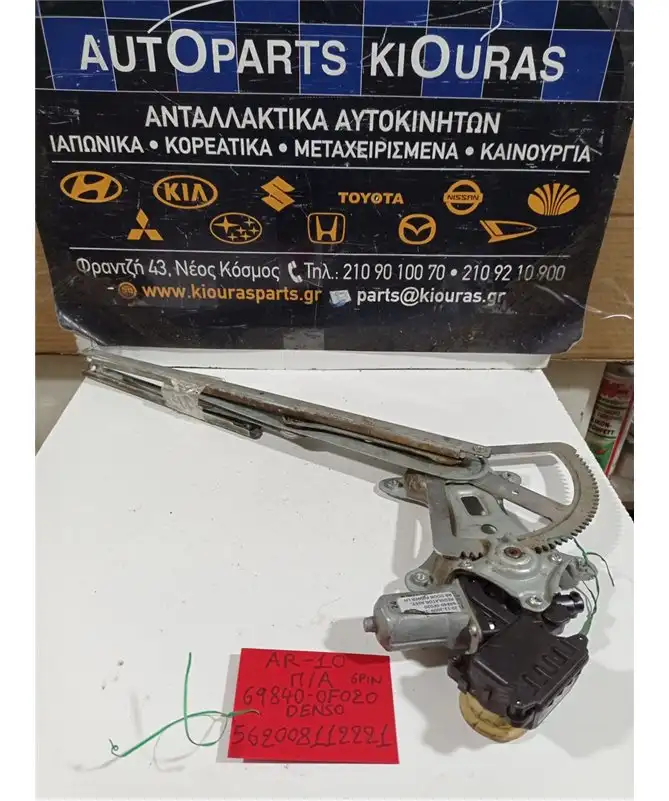 AUTOPARTS KIOURAS
ΑΝΤΑΛΛΑΚΤΙΚΑ ΑΥΤΟΚΙΝΗΤΩΝ
ΙΑΠΩΝΙΚΑ • ΚΟΡΕΑΤΙΚΑ • ΜΕΤΑΧΕΙΡΙΣΜΕΝΑ • ΚΑΙΝΟΥΡΓΙΑ
KIA TOYOTA NISSAN
Φραντζή 43, Νέος Κόσμος Τηλ.: 210 90 100 70 • 210 92 10 900
www.kiourasparts.gr parts@kiouras.gr
AR-10
Π/Α 6PIN
69840-0F020
DENSO
562008112221